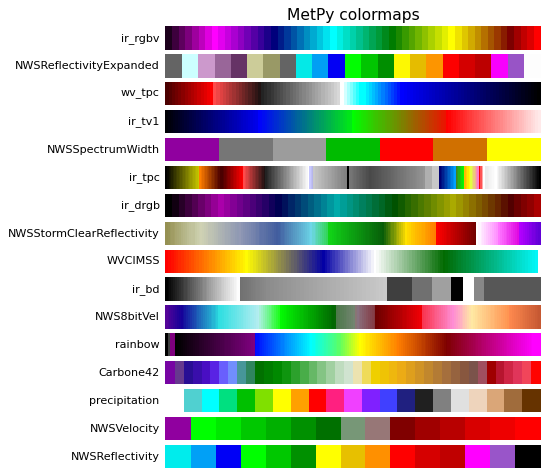 MetPy colormaps
ir_rgbv
NWSReflectivityExpanded
wv_tpc
ir_tv1
NWSSpectrumWidth
ir_tpc
ir_drgb
NWSStormClearReflectivity
WVCIMSS
ir_bd
NWS8bitVel
rainbow
Carbone42
precipitation
NWSVelocity
NWSReflectivity